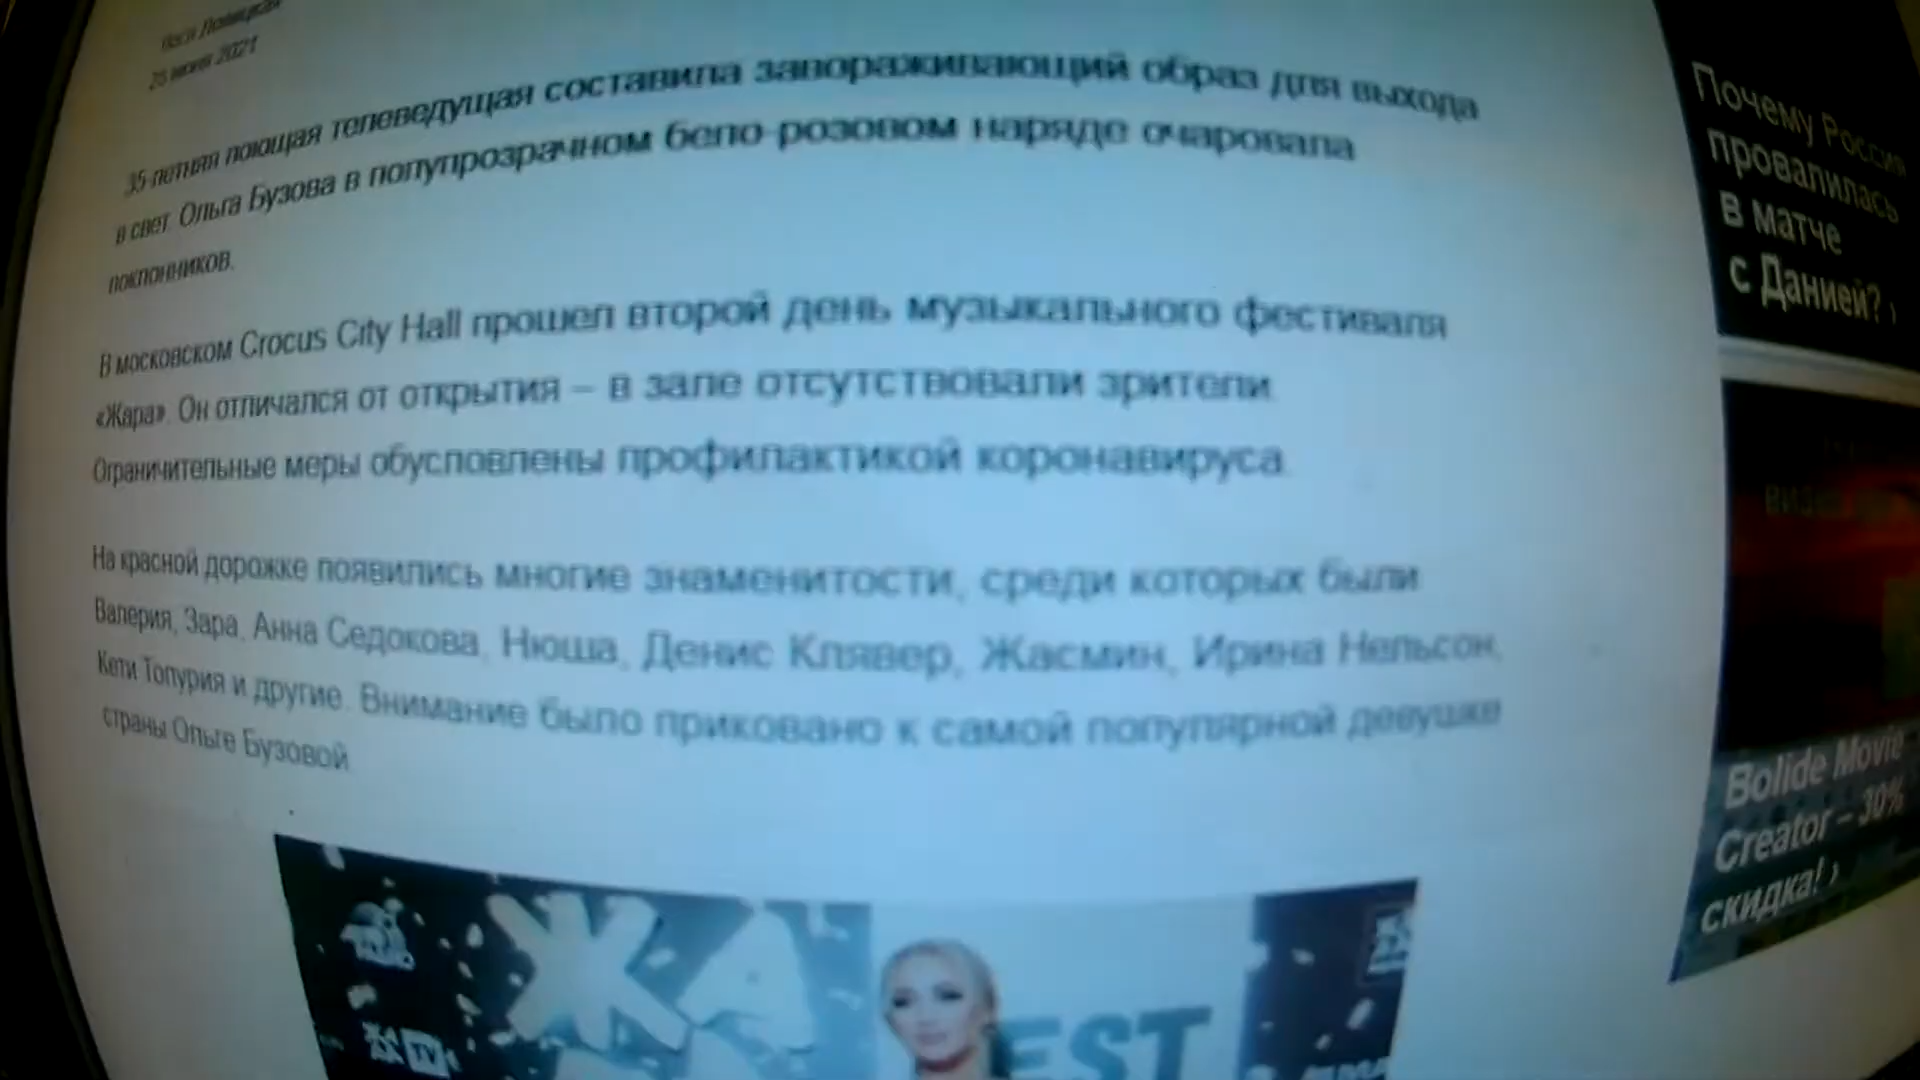 25 июня 2021
35-летняя поющая телеведущая составила завораживающий образ для выхода
в свет. Ольга Бузова в полупрозрачном бело-розовом наряде очаровала
поклонников.
В московском Crocus City Hall прошел второй день музыкального фестиваля
«Жара». Он отличался от открытия – в зале отсутствовали зрители.
Ограничительные меры обусловлены профилактикой коронавируса.
На красной дорожке появились многие знаменитости, среди которых были
Валерия, Зара, Анна Седокова, Нюша, Денис Клявер, Жасмин, Ирина Нельсон,
Кети Топурия и другие. Внимание было приковано к самой популярной девушке
страны Ольге Бузовой
ЖА
EST
Почему Россия
провалилась
в матче
с Данией? ›
Bolide Movie
Creator – 30%
скидка! ›